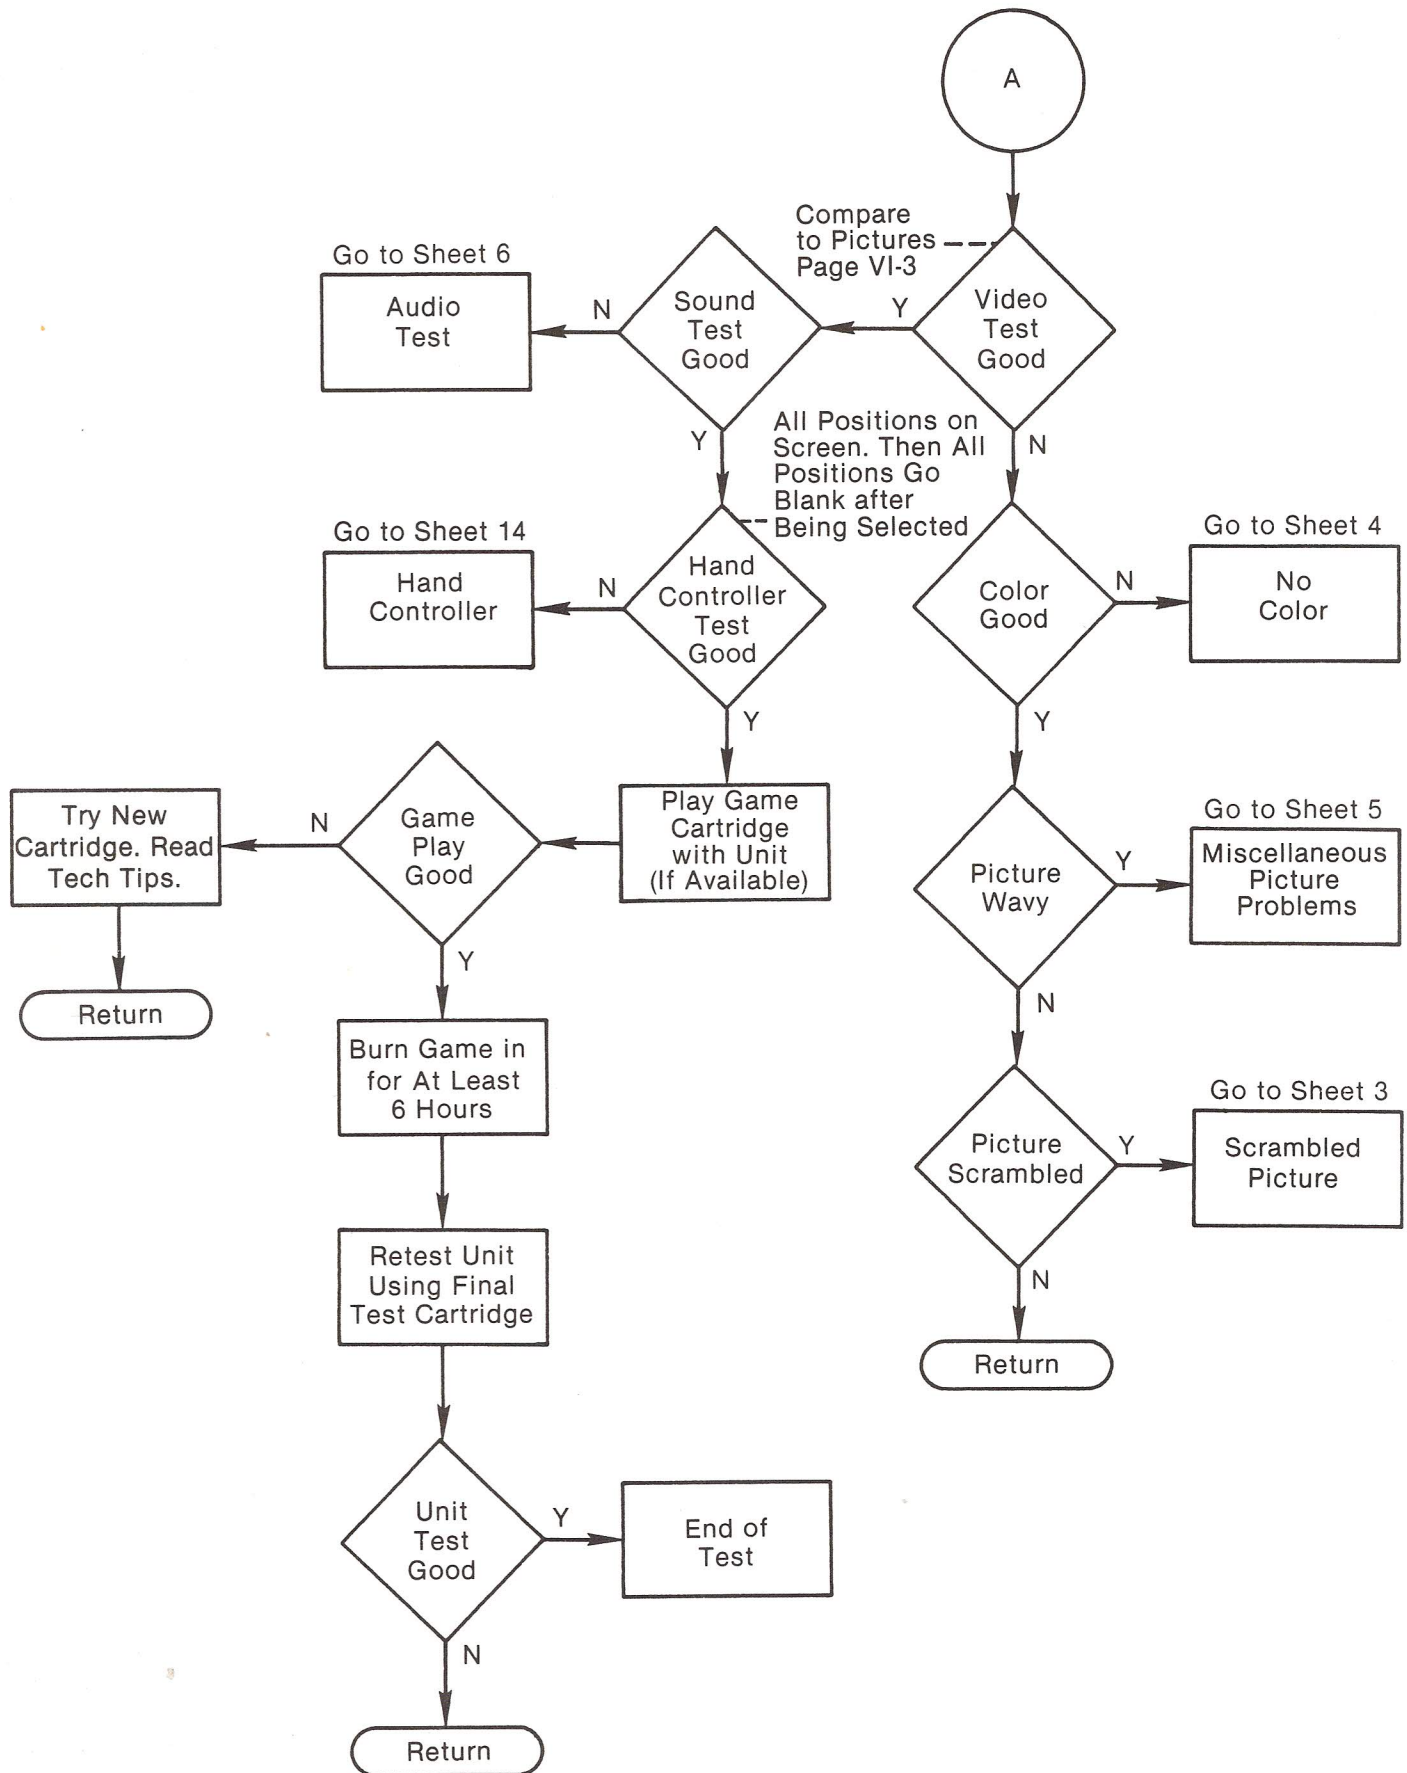 A
Compare
to Pictures
Page VI-3
Video
Test
Good
Y
N
Sound
Test
Good
N
Y
Go to Sheet 6
Audio
Test
All Positions on
Screen. Then All
Positions Go
Blank after
Being Selected
Hand
Controller
Test
Good
N
Y
Go to Sheet 14
Hand
Controller
Color
Good
N
Y
Go to Sheet 4
No
Color
Play Game
Cartridge
with Unit
(If Available)
Game
Play
Good
N
Y
Try New
Cartridge. Read
Tech Tips.
Return
Picture
Wavy
Y
N
Go to Sheet 5
Miscellaneous
Picture
Problems
Burn Game in
for At Least
6 Hours
Picture
Scrambled
Y
N
Go to Sheet 3
Scrambled
Picture
Return
Retest Unit
Using Final
Test Cartridge
Unit
Test
Good
Y
N
End of
Test
Return